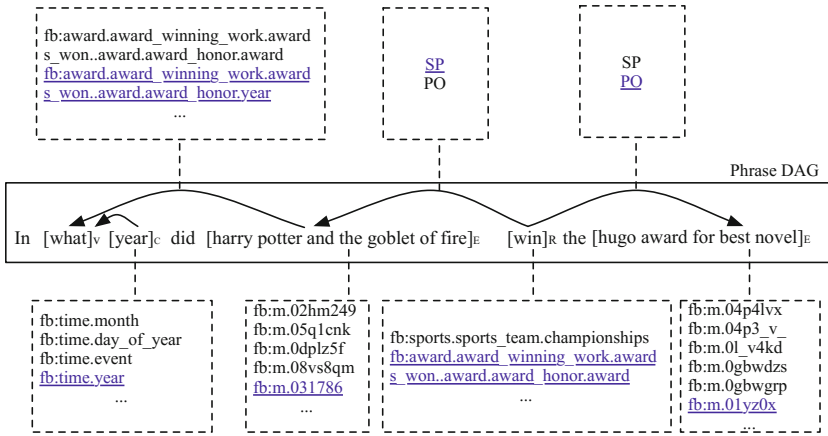 fb:award.award_winning_work.award
s_won..award.award_honor.award
fb:award.award_winning_work.award
s_won..award.award_honor.year
...
SP
PO
SP
PO
Phrase DAG
In [what]V [year]C did [harry potter and the goblet of fire]E [win]R the [hugo award for best novel]E
fb:time.month
fb:time.day_of_year
fb:time.event
fb:time.year
...
fb:m.02hm249
fb:m.05q1cnk
fb:m.0dplz5f
fb:m.08vs8qm
fb:m.031786
...
fb:sports.sports_team.championships
fb:award.award_winning_work.award
s_won..award.award_honor.award
...
fb:m.04p4lvx
fb:m.04p3_v_
fb:m.0l_v4kd
fb:m.0gbwdzs
fb:m.0gbwgrp
fb:m.01yz0x
...